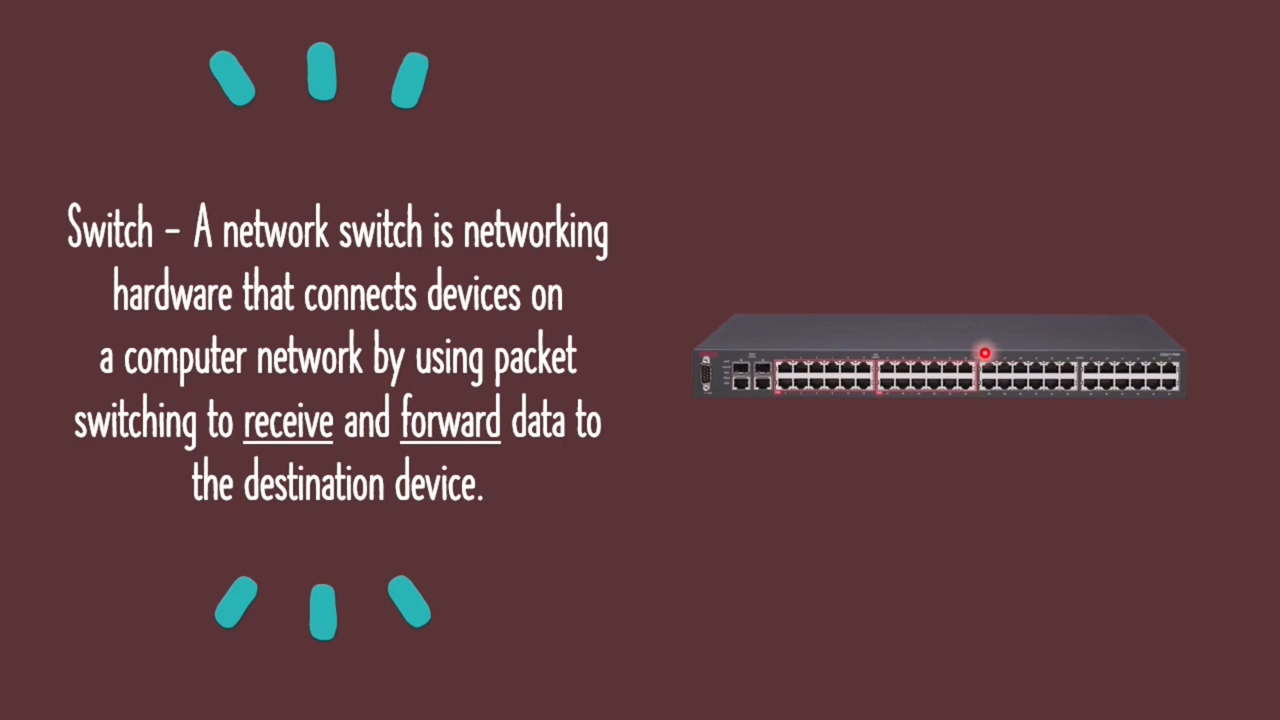 Switch - A network switch is networking
hardware that connects devices on
a computer network by using packet
switching to receive and forward data to
the destination device.